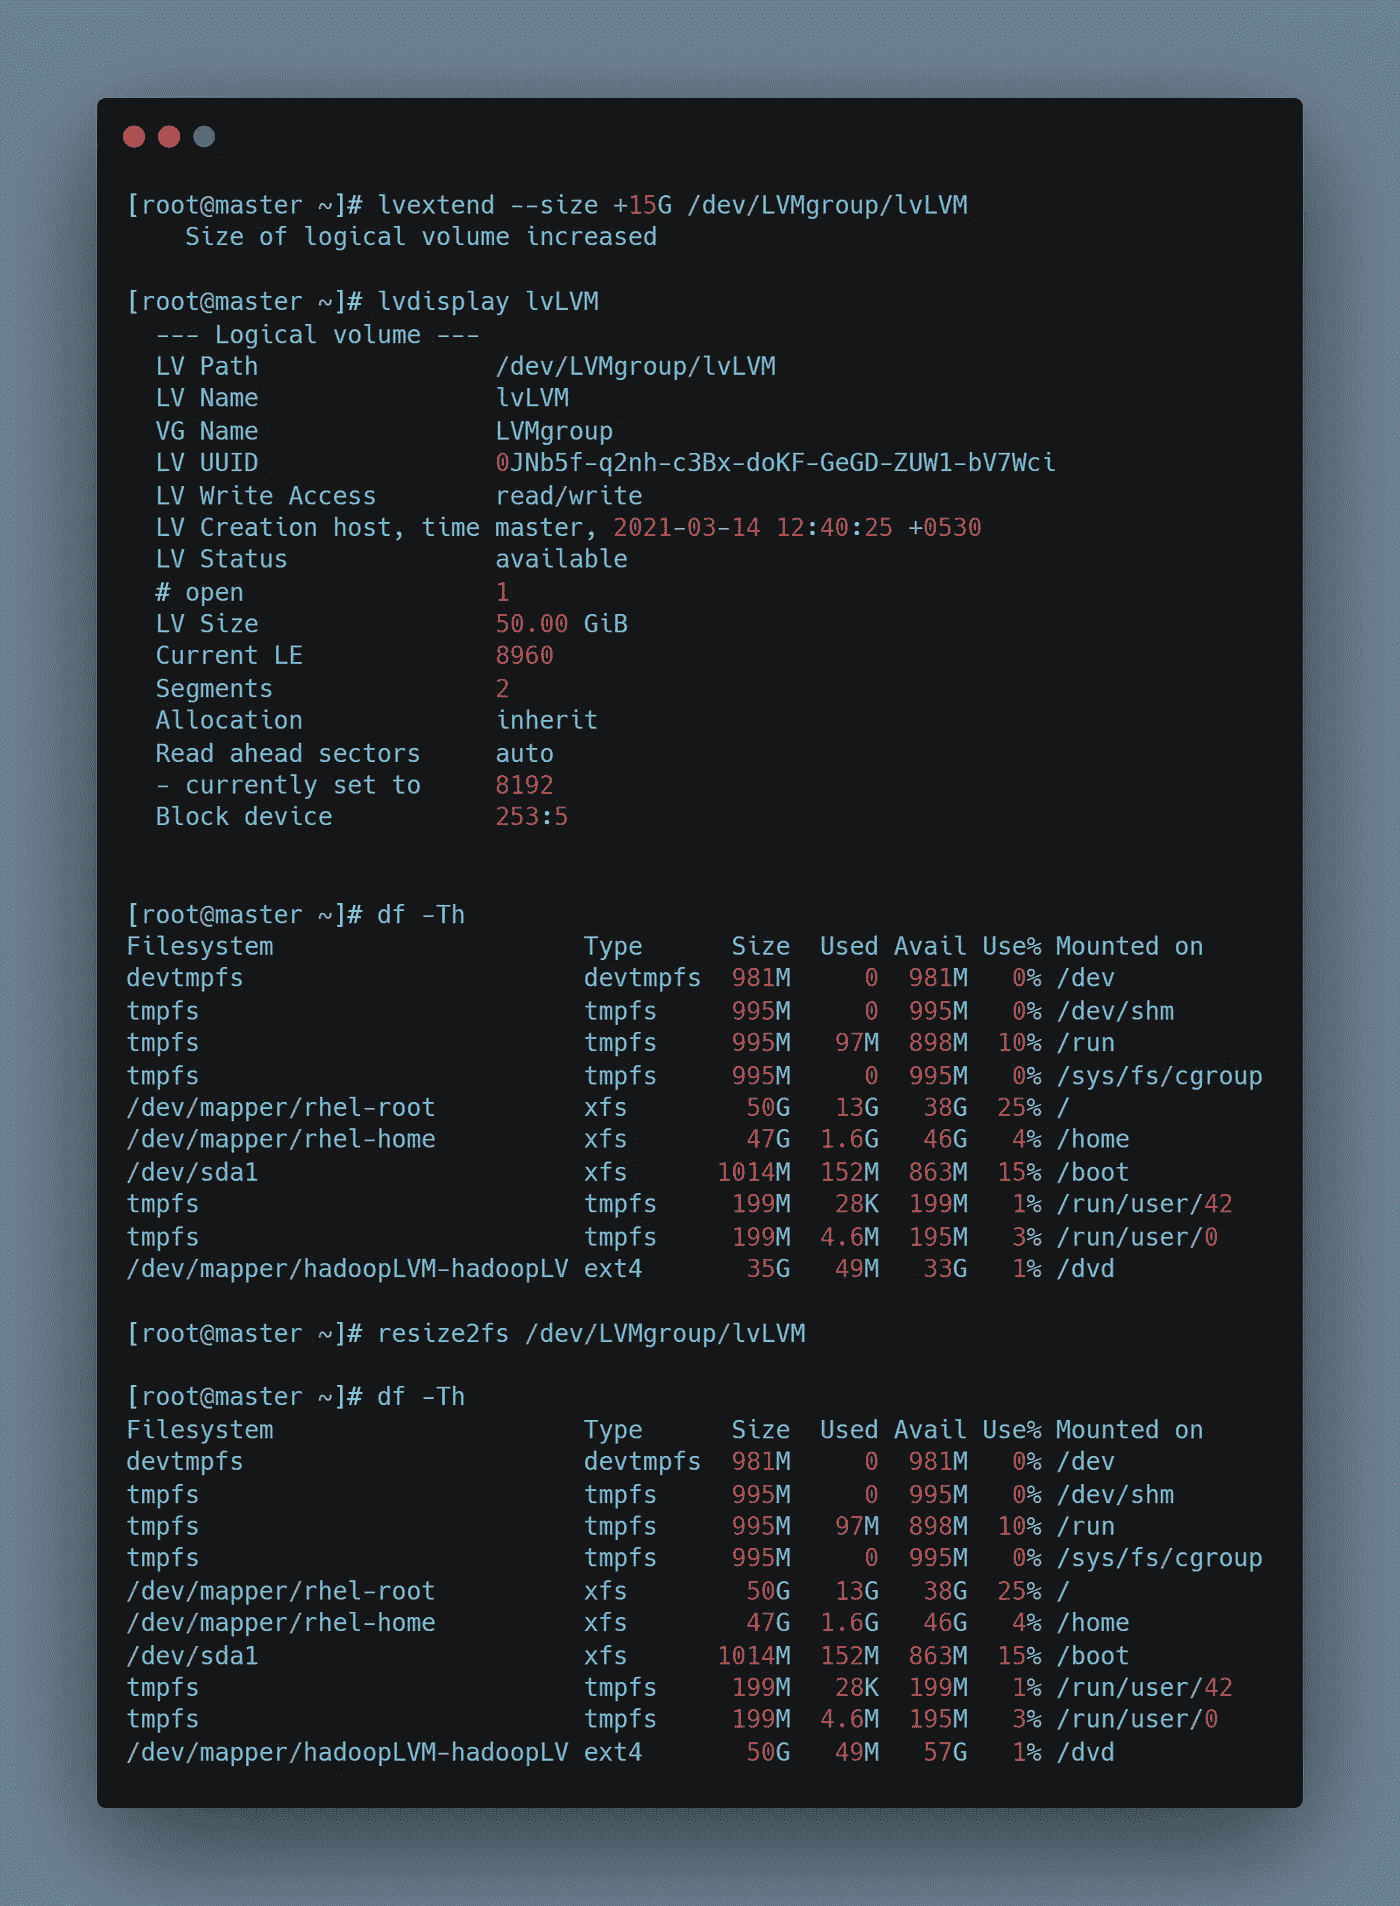 [root@master ~]# lvextend --size +15G /dev/LVMgroup/lvLVM
    Size of logical volume increased
[root@master ~]# lvdisplay lvLVM
  --- Logical volume ---
  LV Path                /dev/LVMgroup/lvLVM
  LV Name                lvLVM
  VG Name                LVMgroup
  LV UUID                0JNb5f-q2nh-c3Bx-doKF-GeGD-ZUW1-bV7Wci
  LV Write Access        read/write
  LV Creation host, time master, 2021-03-14 12:40:25 +0530
  LV Status              available
  # open                 1
  LV Size                50.00 GiB
  Current LE             8960
  Segments               2
  Allocation             inherit
  Read ahead sectors     auto
  - currently set to     8192
  Block device           253:5
[root@master ~]# df -Th
Filesystem                     Type      Size  Used Avail Use% Mounted on
devtmpfs                       devtmpfs  981M     0  981M   0% /dev
tmpfs                          tmpfs     995M     0  995M   0% /dev/shm
tmpfs                          tmpfs     995M   97M  898M  10% /run
tmpfs                          tmpfs     995M     0  995M   0% /sys/fs/cgroup
/dev/mapper/rhel-root          xfs        50G   13G   38G  25% /
/dev/mapper/rhel-home          xfs        47G  1.6G   46G   4% /home
/dev/sda1                      xfs      1014M  152M  863M  15% /boot
tmpfs                          tmpfs     199M   28K  199M   1% /run/user/42
tmpfs                          tmpfs     199M  4.6M  195M   3% /run/user/0
/dev/mapper/hadoopLVM-hadoopLV ext4       35G   49M   33G   1% /dvd
[root@master ~]# resize2fs /dev/LVMgroup/lvLVM
[root@master ~]# df -Th
Filesystem                     Type      Size  Used Avail Use% Mounted on
devtmpfs                       devtmpfs  981M     0  981M   0% /dev
tmpfs                          tmpfs     995M     0  995M   0% /dev/shm
tmpfs                          tmpfs     995M   97M  898M  10% /run
tmpfs                          tmpfs     995M     0  995M   0% /sys/fs/cgroup
/dev/mapper/rhel-root          xfs        50G   13G   38G  25% /
/dev/mapper/rhel-home          xfs        47G  1.6G   46G   4% /home
/dev/sda1                      xfs      1014M  152M  863M  15% /boot
tmpfs                          tmpfs     199M   28K  199M   1% /run/user/42
tmpfs                          tmpfs     199M  4.6M  195M   3% /run/user/0
/dev/mapper/hadoopLVM-hadoopLV ext4       50G   49M   57G   1% /dvd